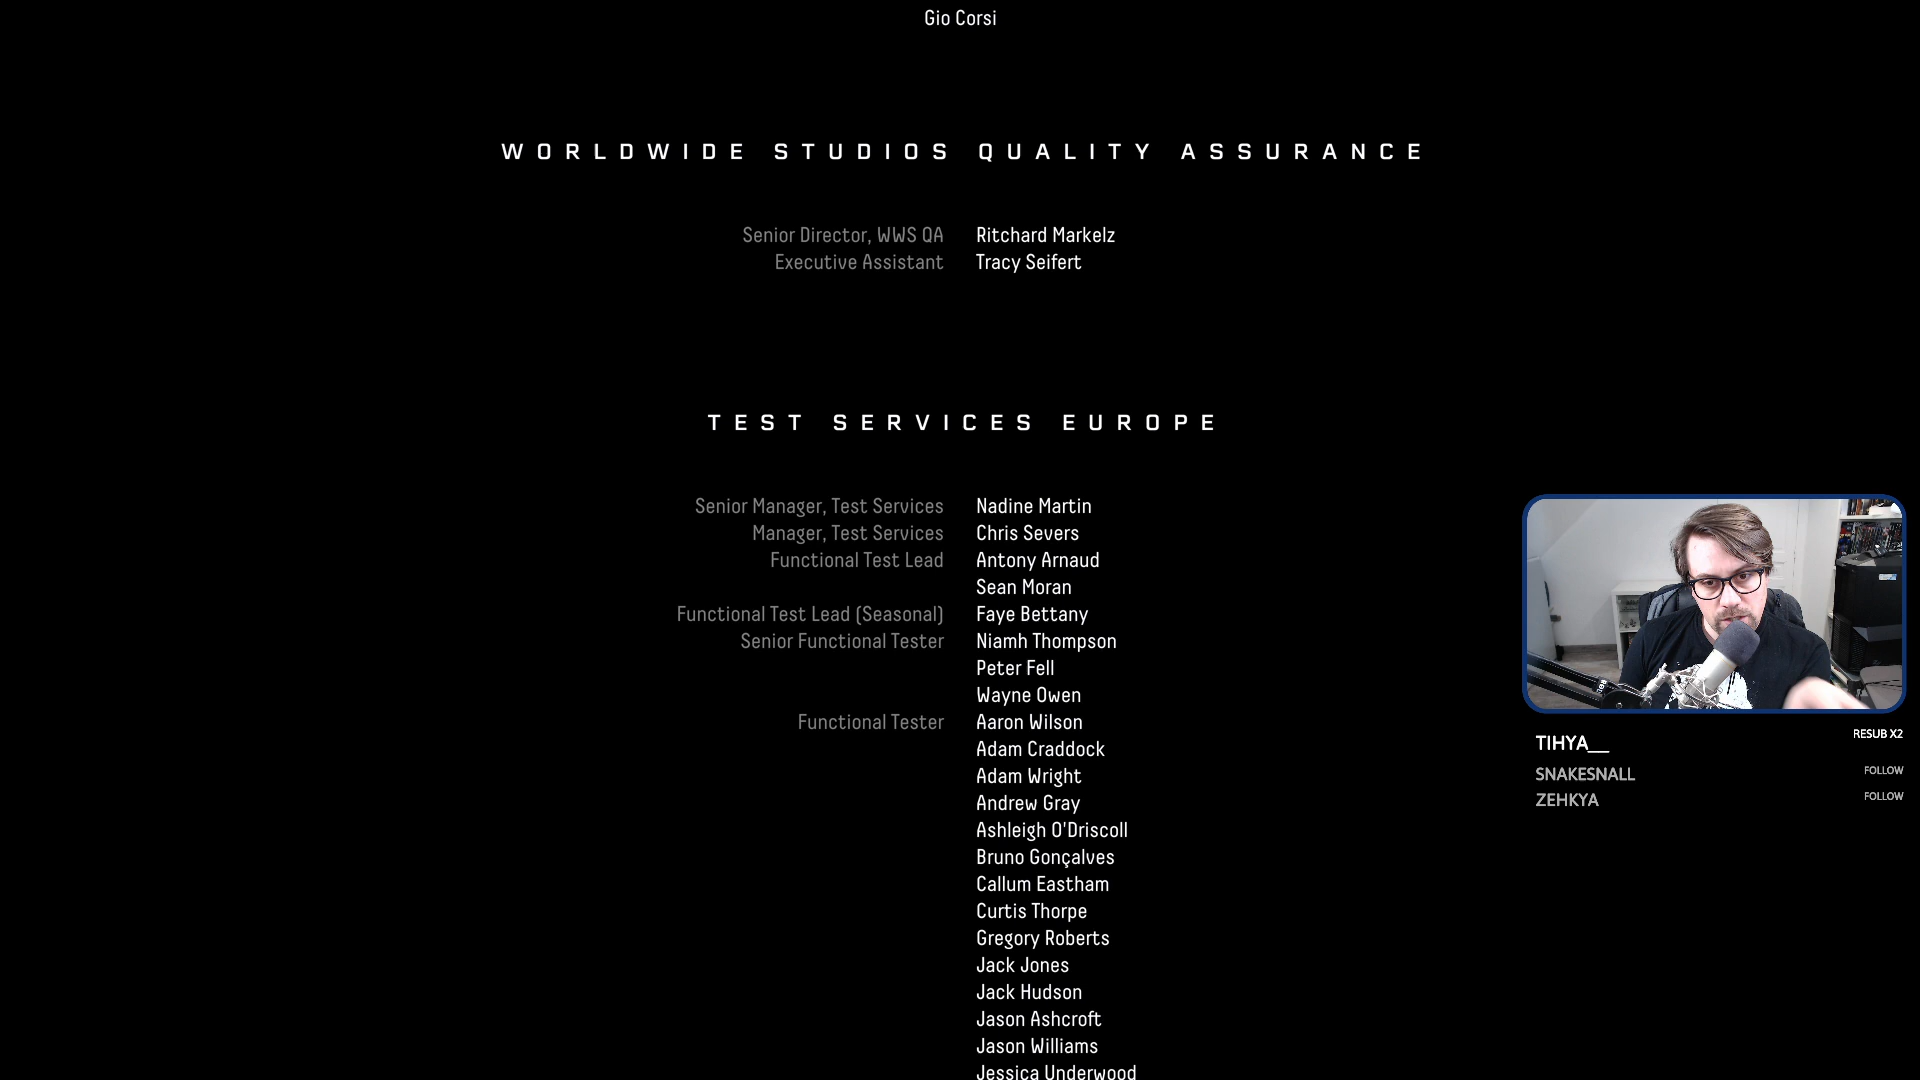 Gio Corsi
WORLDWIDE STUDIOS QUALITY ASSURANCE
Senior Director, WWS QA Ritchard Markelz
Executive Assistant Tracy Seifert
TEST SERVICES EUROPE
Senior Manager, Test Services Nadine Martin
Manager, Test Services Chris Severs
Functional Test Lead Antony Arnaud
Sean Moran
Functional Test Lead (Seasonal) Faye Bettany
Senior Functional Tester Niamh Thompson
Peter Fell
Wayne Owen
Functional Tester Aaron Wilson
Adam Craddock
Adam Wright
Andrew Gray
Ashleigh O'Driscoll
Bruno Gonçalves
Callum Eastham
Curtis Thorpe
Gregory Roberts
Jack Jones
Jack Hudson
Jason Ashcroft
Jason Williams
Jessica Underwood
TIHYA__ RESUB X2
SNAKESNALL FOLLOW
ZEHKYA FOLLOW